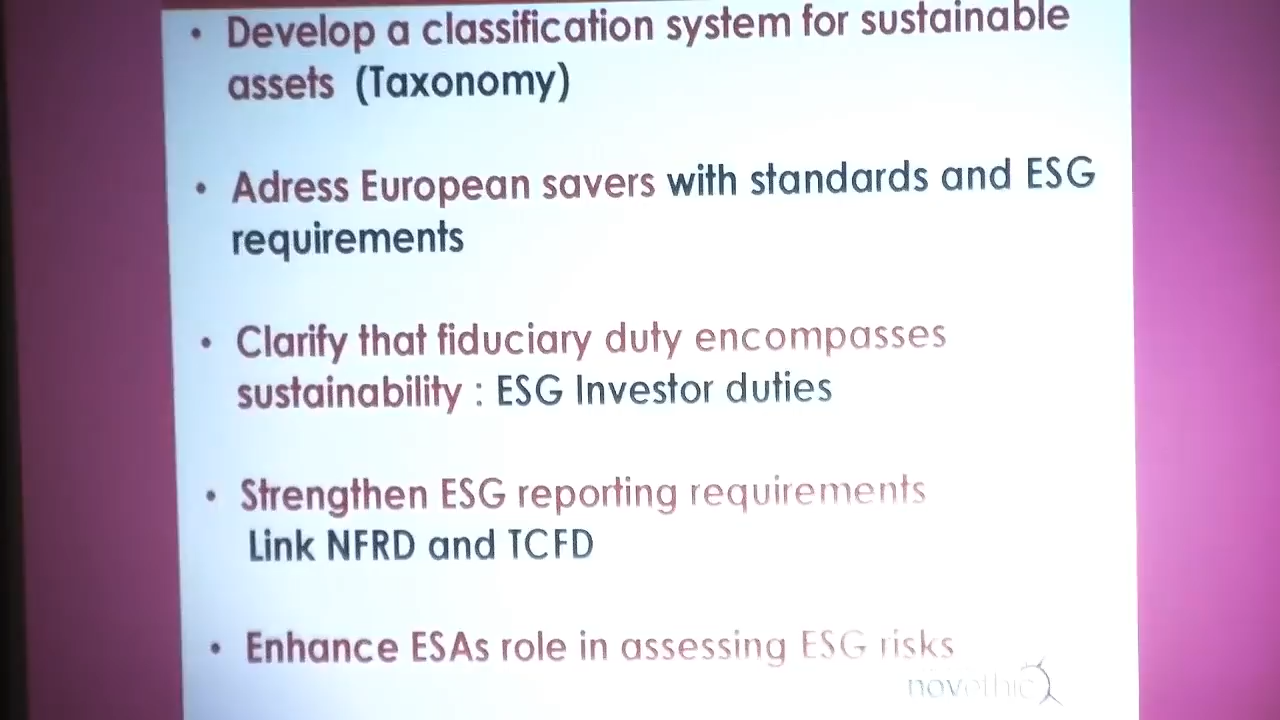 • Develop a classification system for sustainable
assets (Taxonomy)
• Adress European savers with standards and ESG
requirements
• Clarify that fiduciary duty encompasses
sustainability : ESG Investor duties
• Strengthen ESG reporting requirements
Link NFRD and TCFD
• Enhance ESAs role in assessing ESG risks
novethic